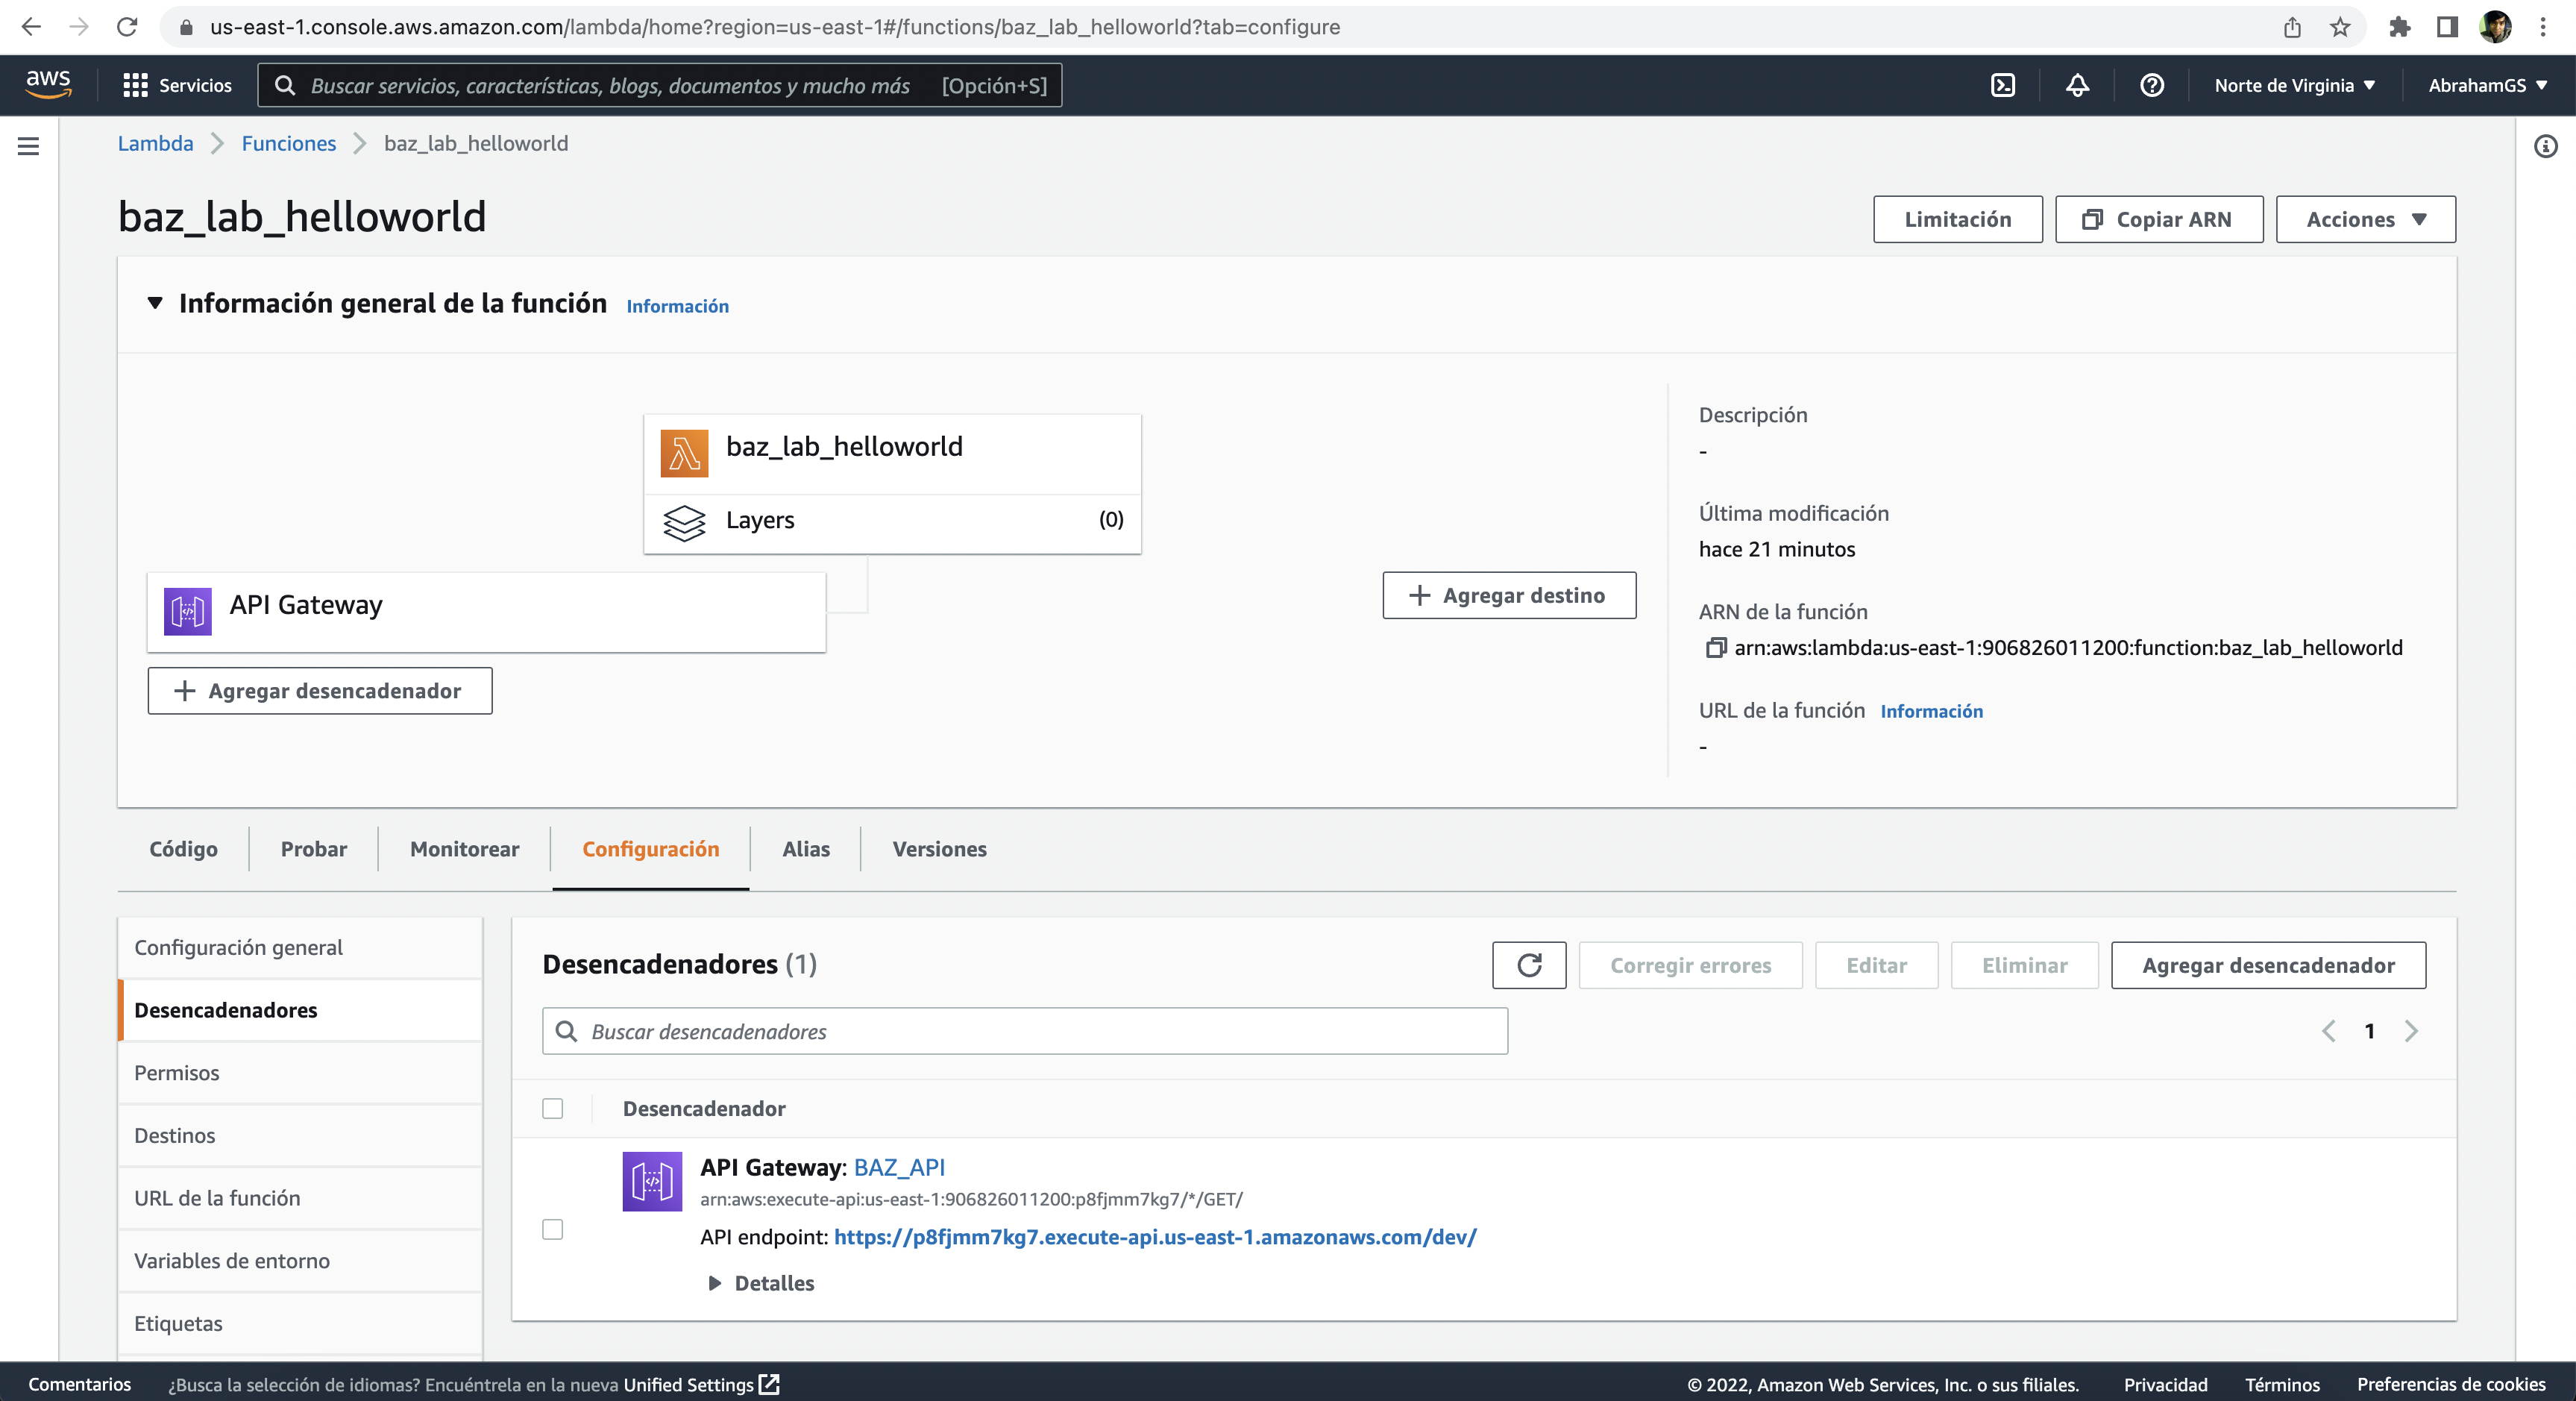 us-east-1.console.aws.amazon.com/lambda/home?region=us-east-1#/functions/baz_lab_helloworld?tab=configure
aws
Servicios
Buscar servicios, características, blogs, documentos y mucho más [Opción+S]
Norte de Virginia
AbrahamGS
Lambda
Funciones
baz_lab_helloworld
baz_lab_helloworld
Limitación
Copiar ARN
Acciones
Información general de la función Información
baz_lab_helloworld
Layers (0)
API Gateway
Agregar desencadenador
Agregar destino
Descripción
-
Última modificación
hace 21 minutos
ARN de la función
arn:aws:lambda:us-east-1:906826011200:function:baz_lab_helloworld
URL de la función Información
-
Código
Probar
Monitorear
Configuración
Alias
Versiones
Configuración general
Desencadenadores
Permisos
Destinos
URL de la función
Variables de entorno
Etiquetas
Desencadenadores (1)
Corregir errores
Editar
Eliminar
Agregar desencadenador
Buscar desencadenadores
1
Desencadenador
API Gateway: BAZ_API
arn:aws:execute-api:us-east-1:906826011200:p8fjmm7kg7/*/GET/
API endpoint: https://p8fjmm7kg7.execute-api.us-east-1.amazonaws.com/dev/
Detalles
Comentarios
¿Busca la selección de idiomas? Encuéntrela en la nueva Unified Settings
© 2022, Amazon Web Services, Inc. o sus filiales.
Privacidad
Términos
Preferencias de cookies